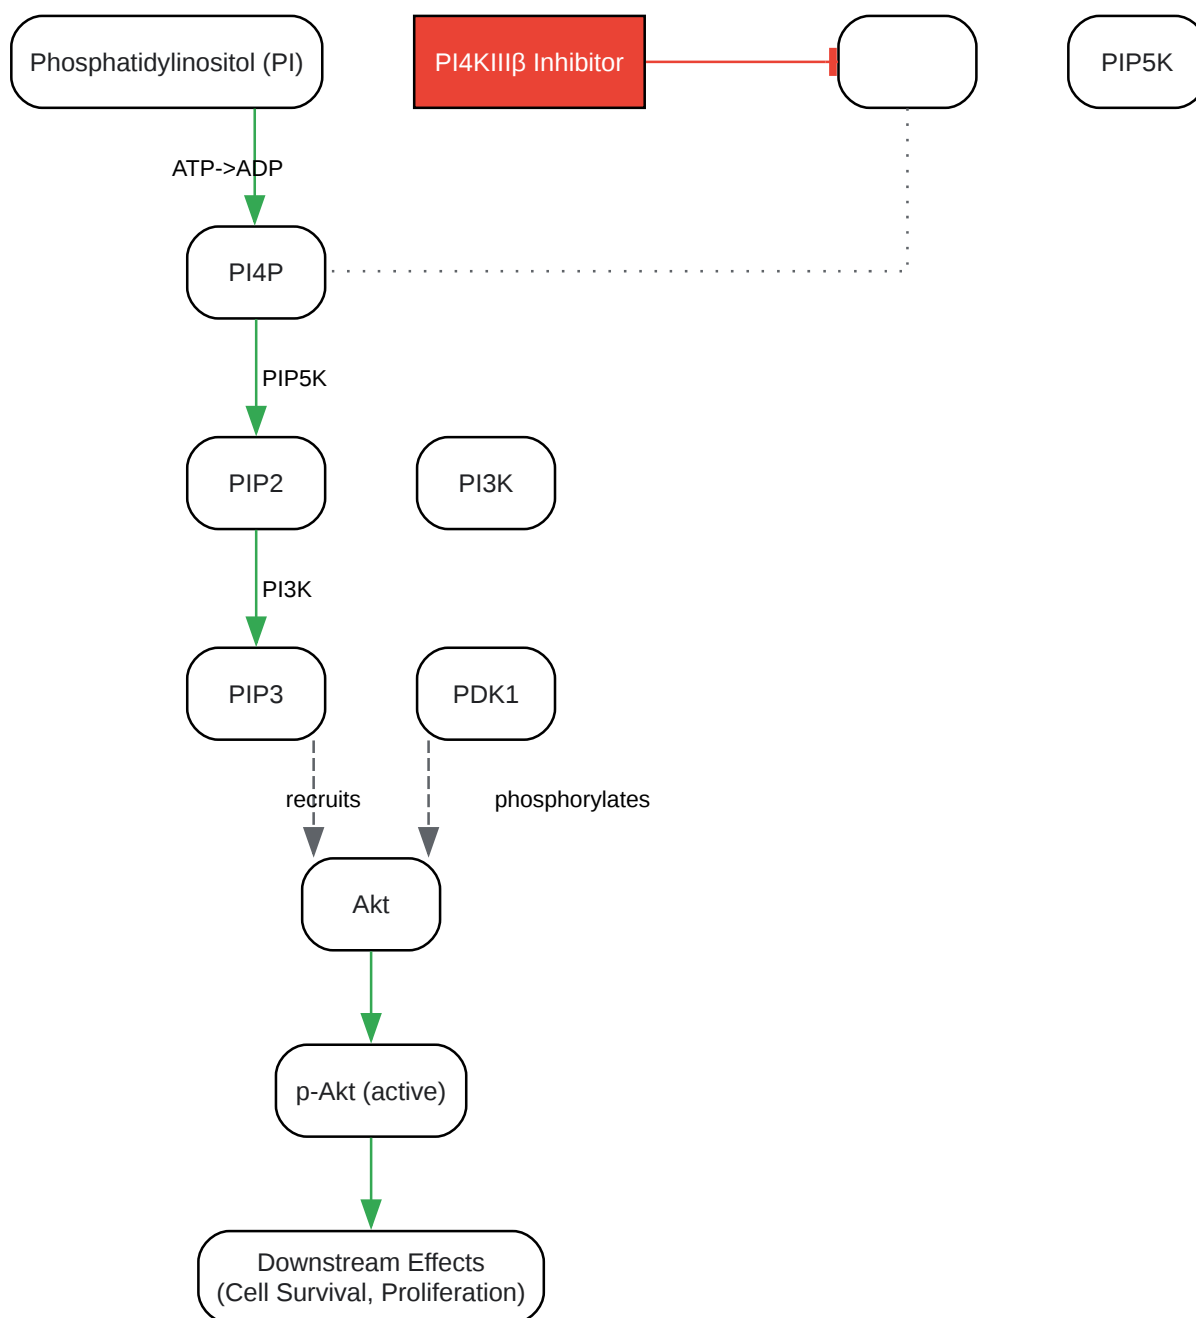 Phosphatidylinositol (PI)
PI4KIIIβ Inhibitor
PIP5K
ATP->ADP
PI4P
PIP5K
PIP2
PI3K
PI3K
PIP3
PDK1
recruits
phosphorylates
Akt
p-Akt (active)
Downstream Effects
(Cell Survival, Proliferation)